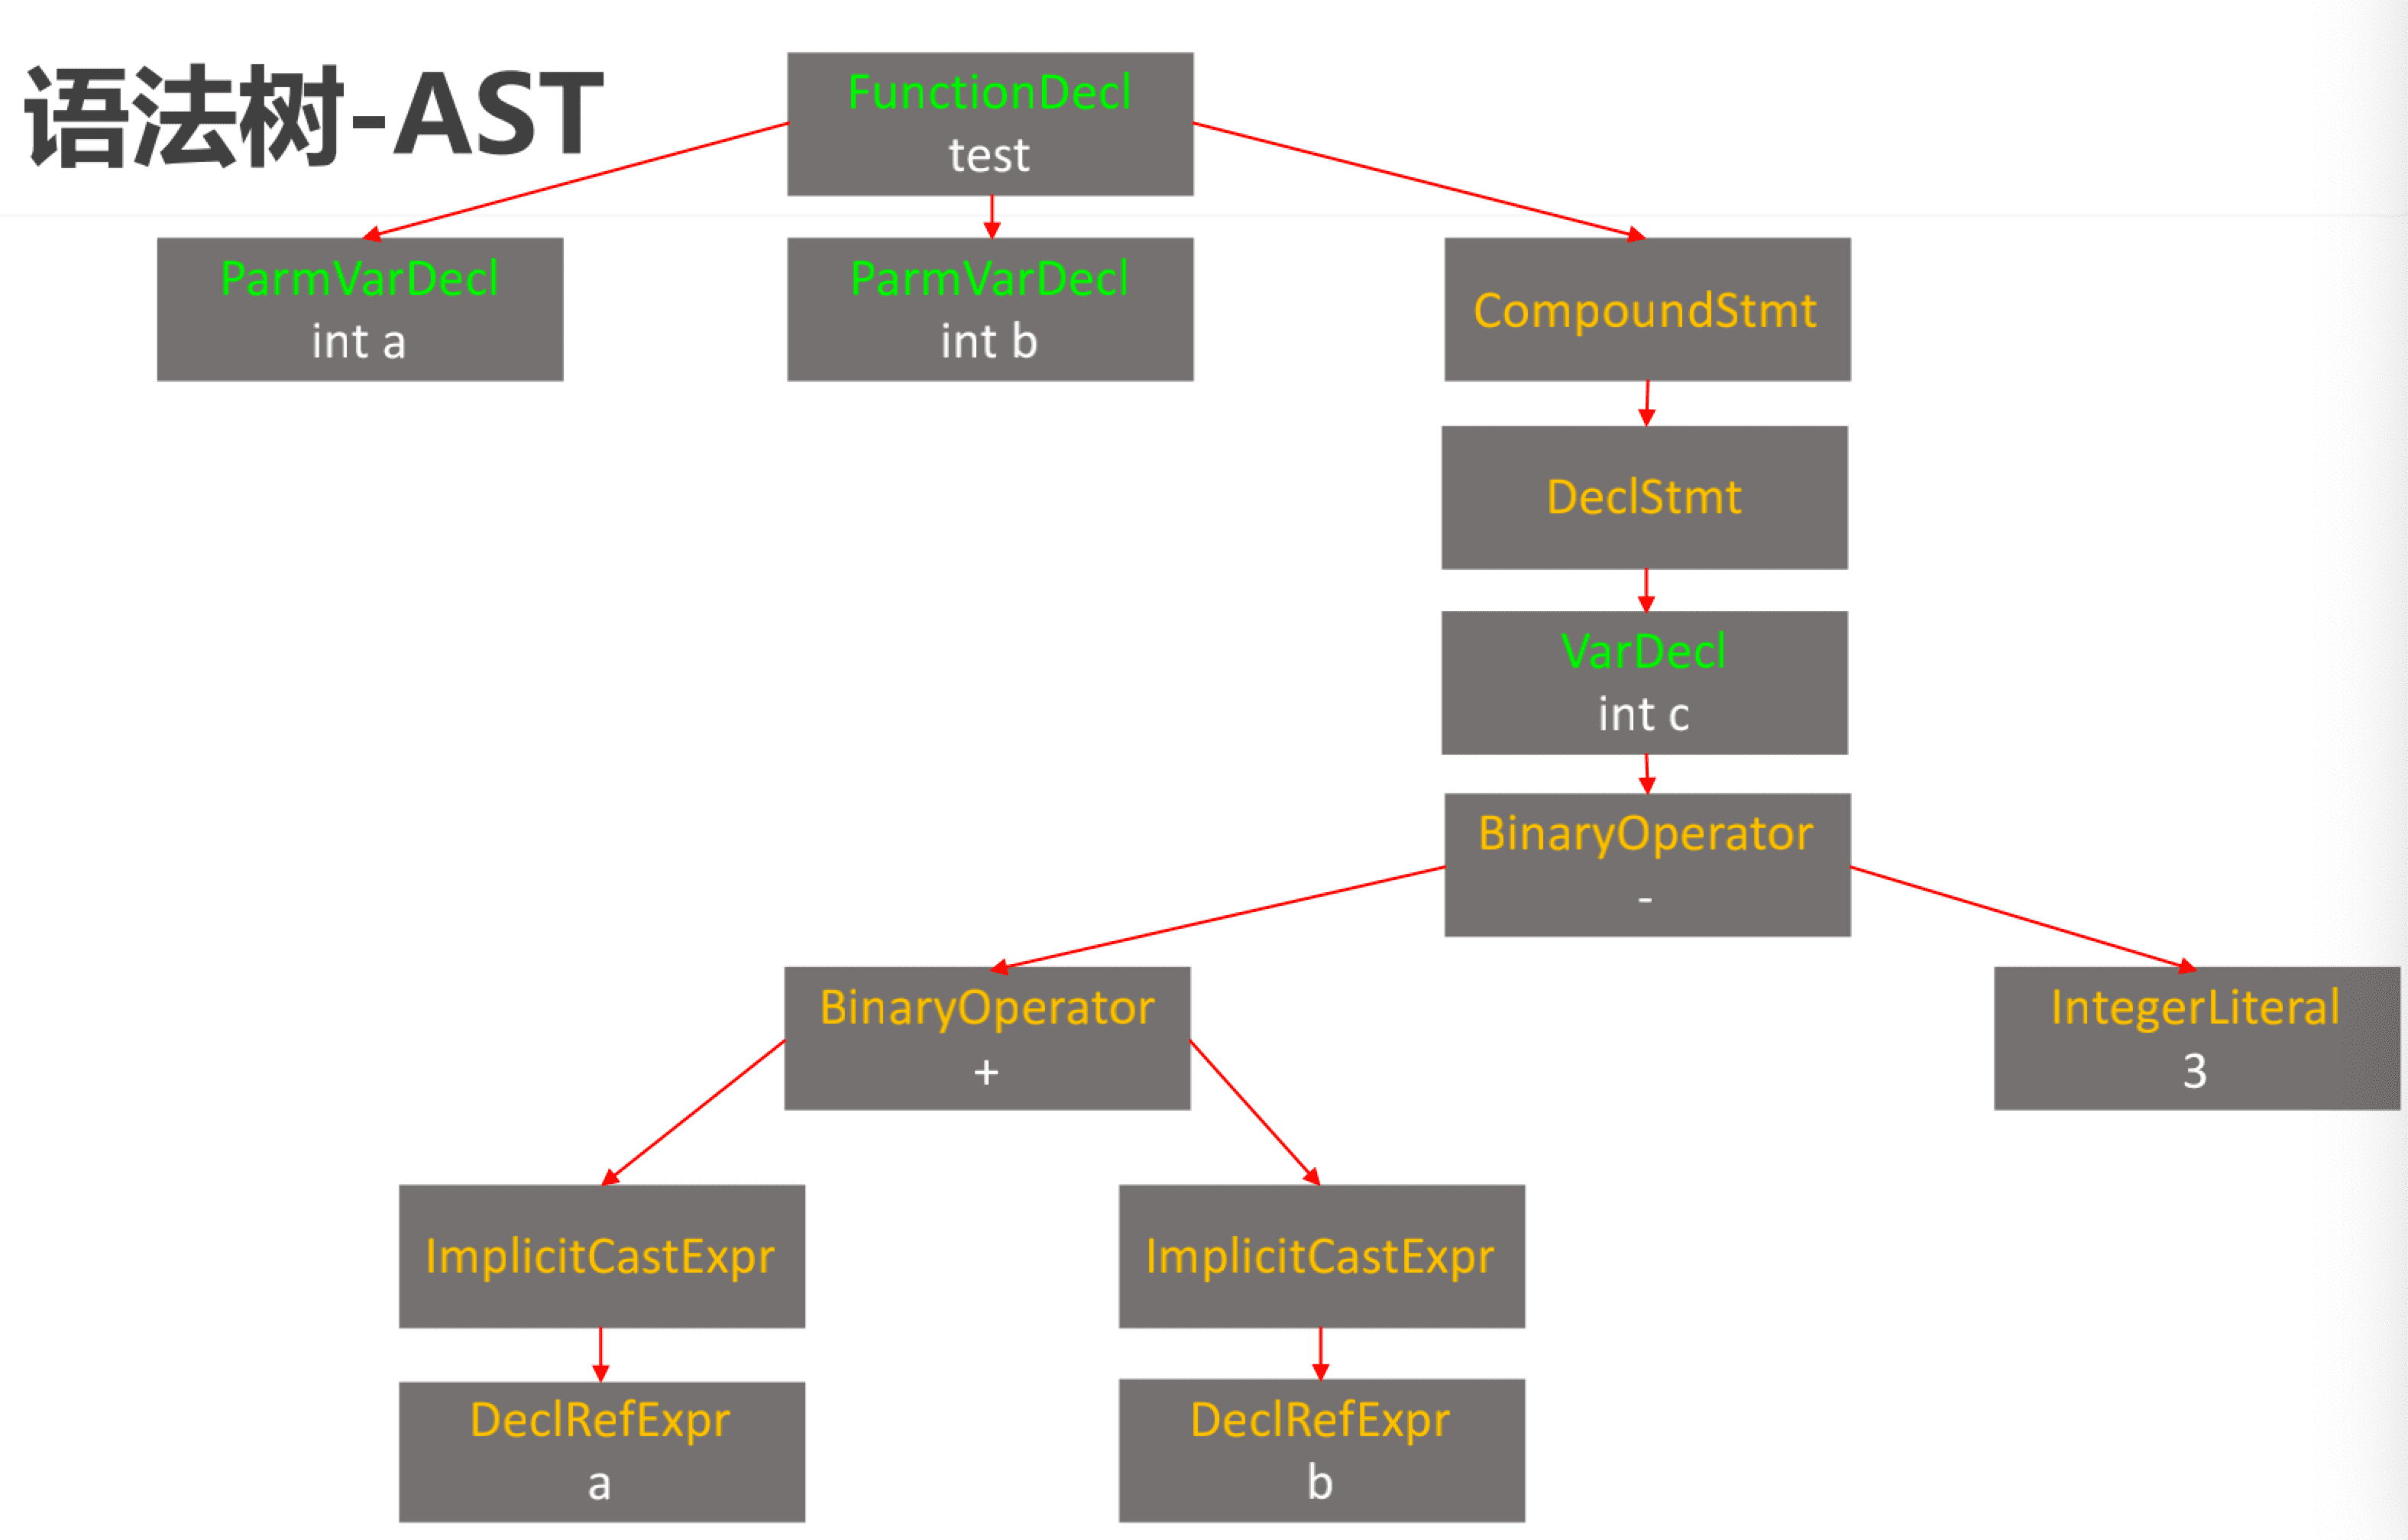 语法树-AST
FunctionDecl
test
ParmVarDecl
int a
ParmVarDecl
int b
CompoundStmt
DeclStmt
VarDecl
int c
BinaryOperator
-
BinaryOperator
+
IntegerLiteral
3
ImplicitCastExpr
ImplicitCastExpr
DeclRefExpr
a
DeclRefExpr
b